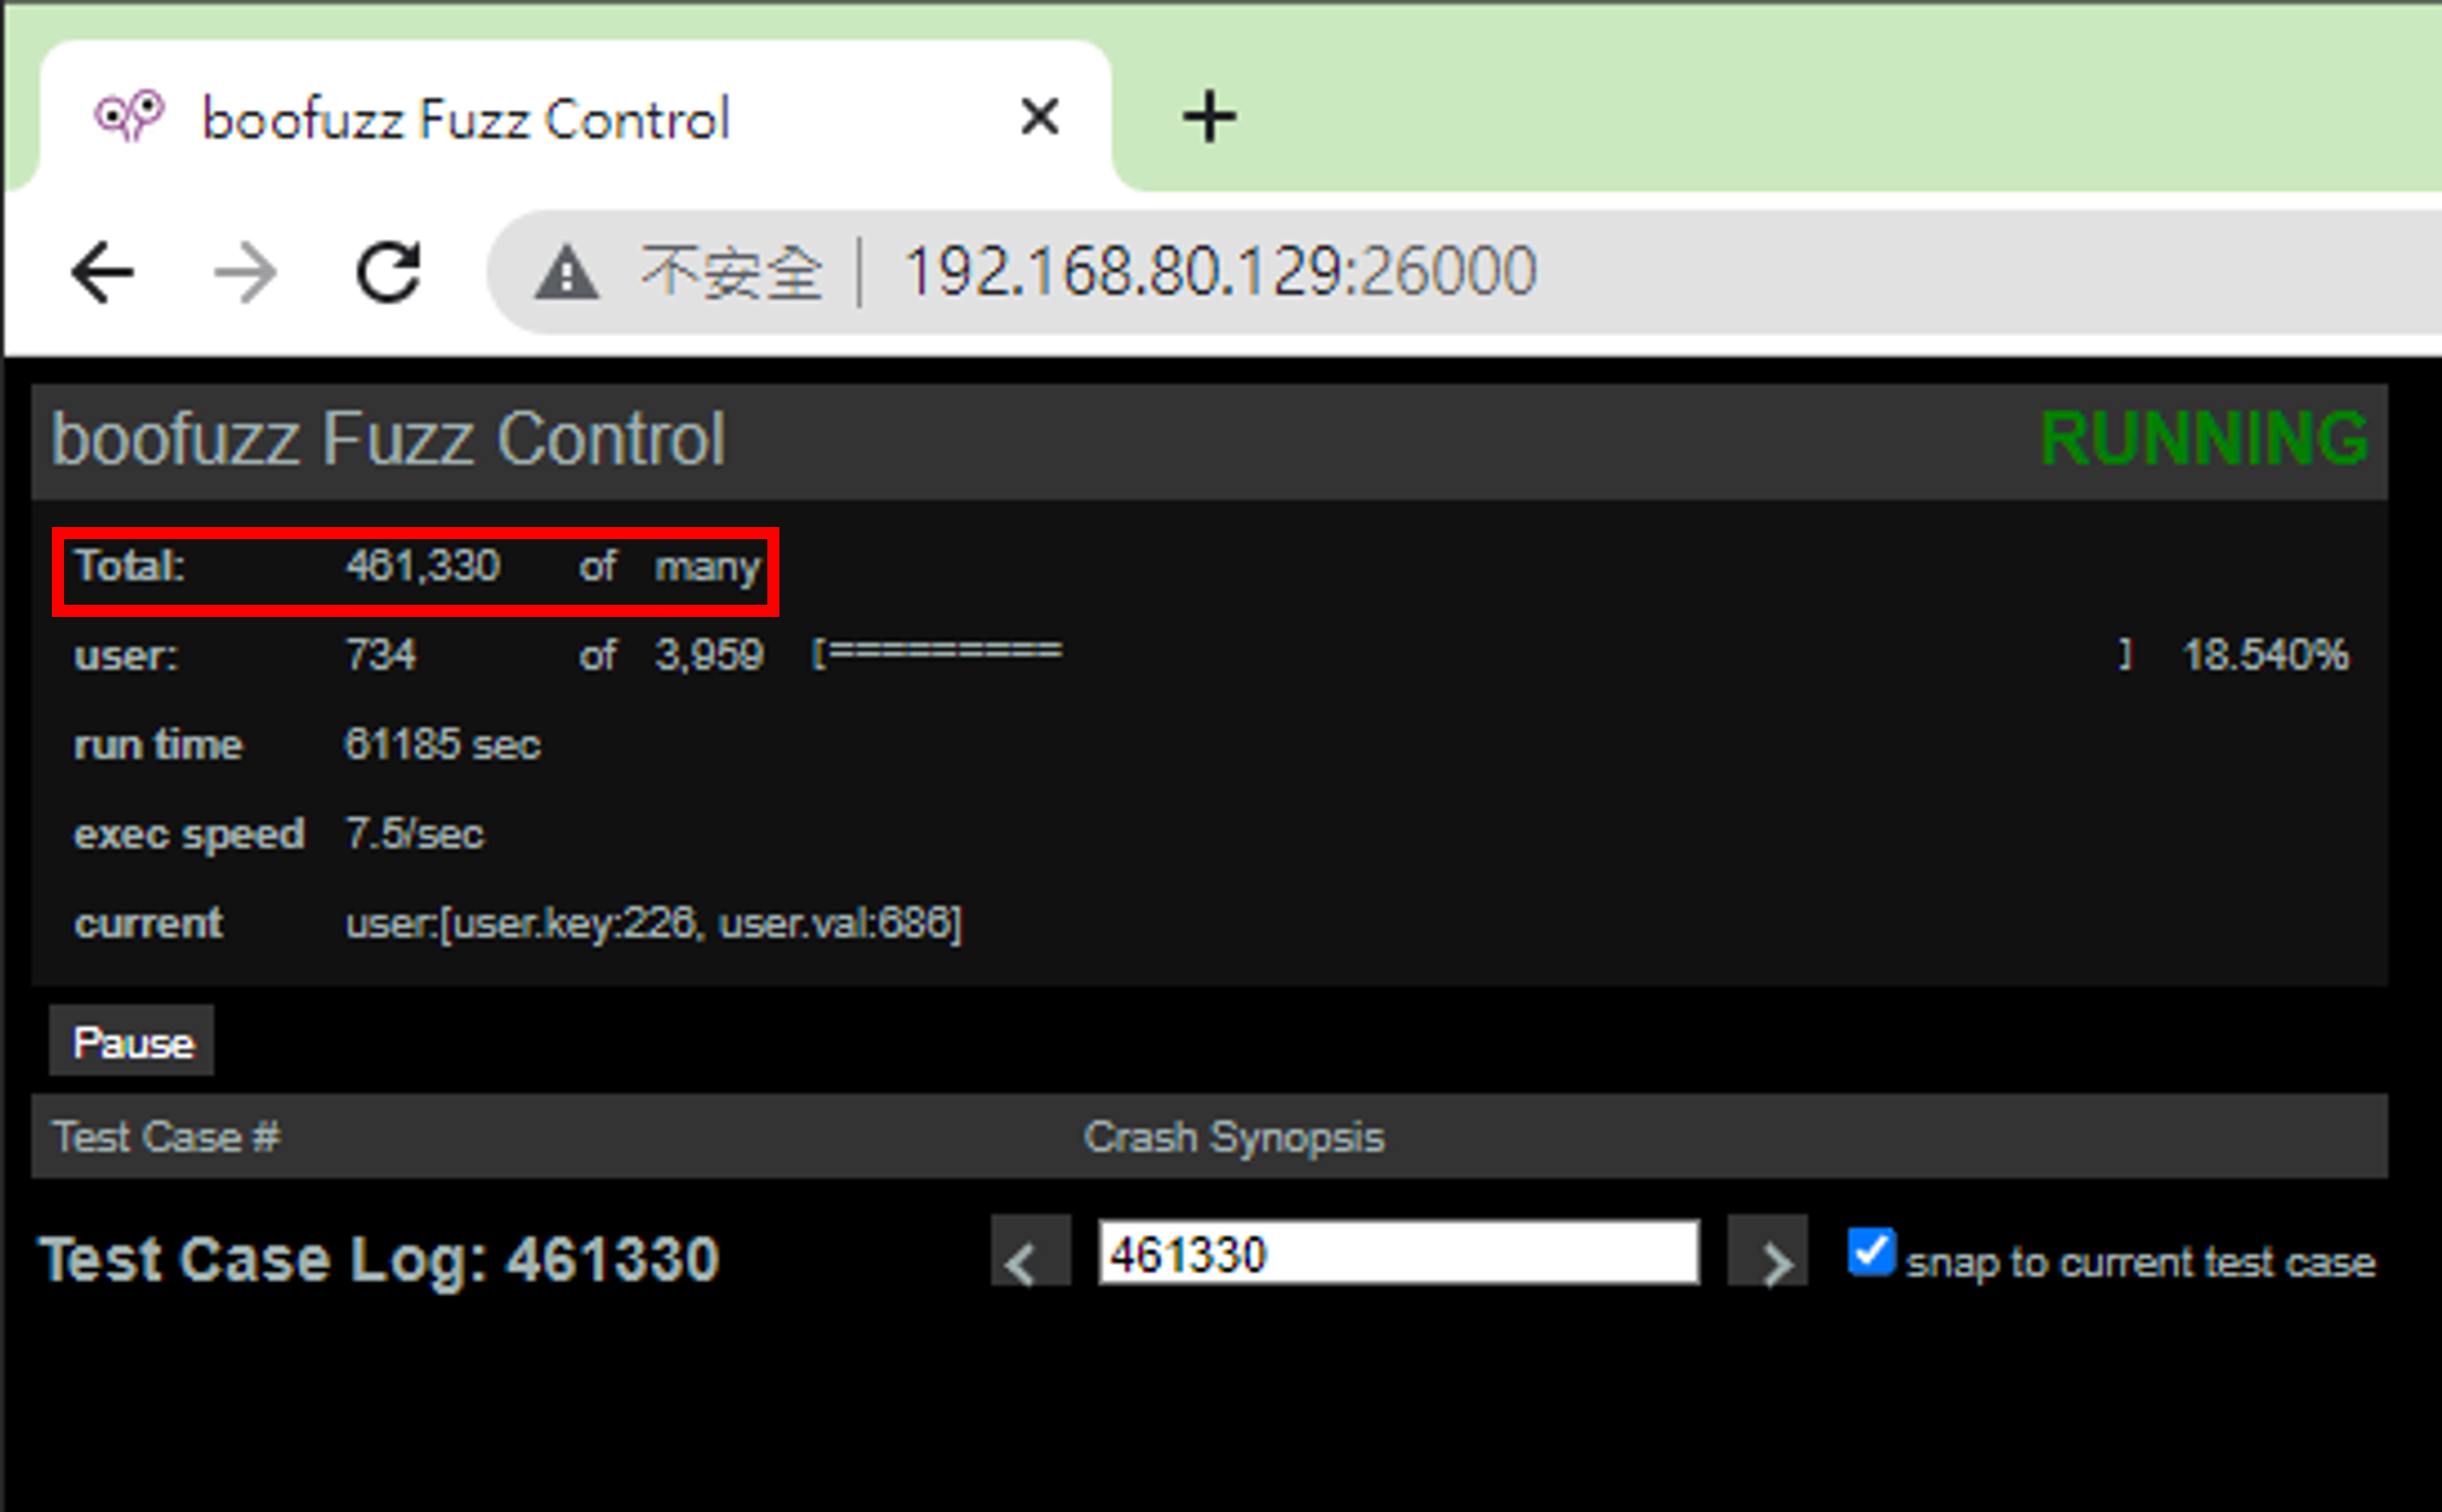 boofuzz Fuzz Control
不安全 192.168.80.129:26000
boofuzz Fuzz Control RUNNING
Total: 461,330 of many
user: 734 of 3,959 [========= ] 18.540%
run time 61185 sec
exec speed 7.5/sec
current user:[user.key:226, user.val:686]
Pause
Test Case # Crash Synopsis
Test Case Log: 461330 < 461330 > snap to current test case